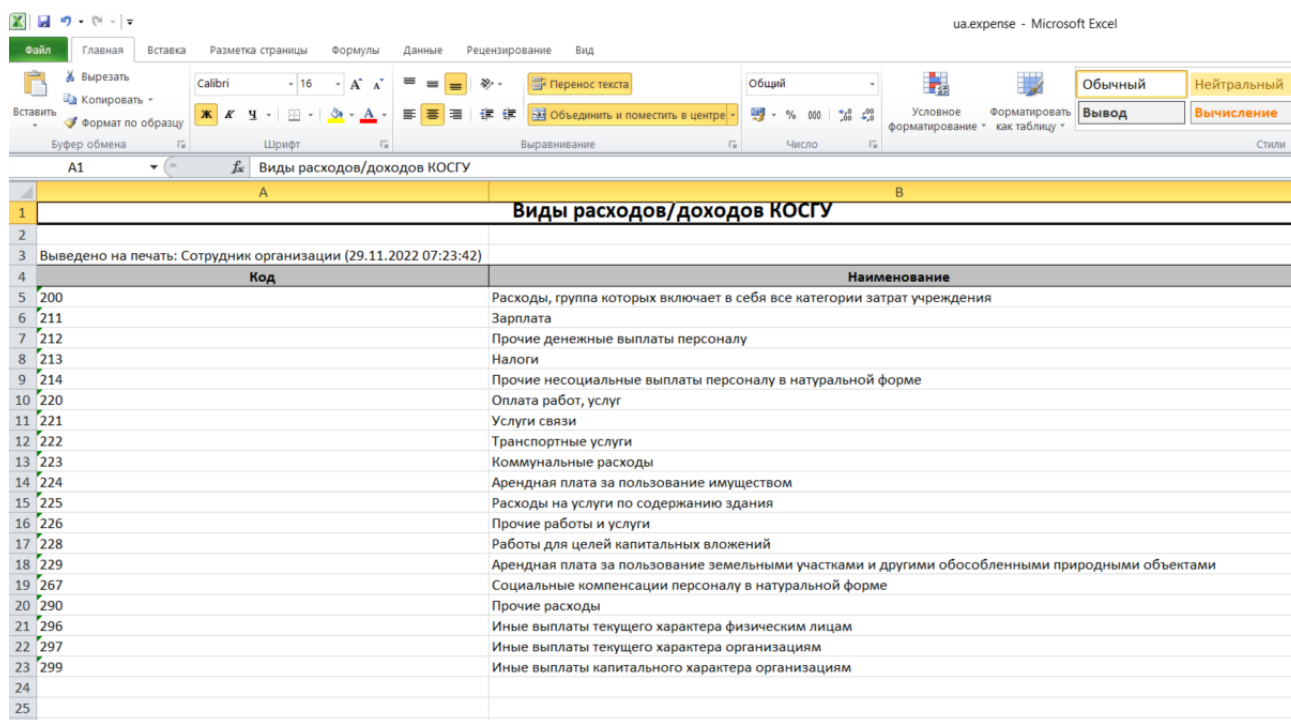 ua.expense - Microsoft Excel
Файл Главная Вставка Разметка страницы Формулы Данные Рецензирование Вид
Вставить
Вырезать
Копировать
Формат по образцу
Буфер обмена
Calibri 16
Ж К Ч
Шрифт
Перенос текста
Объединить и поместить в центре
Выравнивание
Общий
% 000
Число
Условное форматирование
Форматировать как таблицу
Обычный Нейтральный
Вывод Вычисление
Стили
A1 fx Виды расходов/доходов КОСГУ
A B
1 Виды расходов/доходов КОСГУ
2
3 Выведено на печать: Сотрудник организации (29.11.2022 07:23:42)
4 Код Наименование
5 200 Расходы, группа которых включает в себя все категории затрат учреждения
6 211 Зарплата
7 212 Прочие денежные выплаты персоналу
8 213 Налоги
9 214 Прочие несоциальные выплаты персоналу в натуральной форме
10 220 Оплата работ, услуг
11 221 Услуги связи
12 222 Транспортные услуги
13 223 Коммунальные расходы
14 224 Арендная плата за пользование имуществом
15 225 Расходы на услуги по содержанию здания
16 226 Прочие работы и услуги
17 228 Работы для целей капитальных вложений
18 229 Арендная плата за пользование земельными участками и другими обособленными природными объектами
19 267 Социальные компенсации персоналу в натуральной форме
20 290 Прочие расходы
21 296 Иные выплаты текущего характера физическим лицам
22 297 Иные выплаты текущего характера организациям
23 299 Иные выплаты капитального характера организациям
24
25